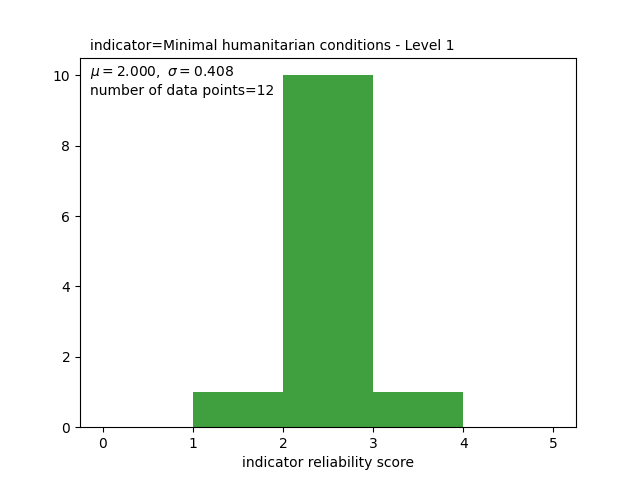 indicator=Minimal humanitarian conditions - Level 1
μ = 2.000, σ = 0.408
number of data points=12
10
8
6
4
2
0
0 1 2 3 4 5
indicator reliability score